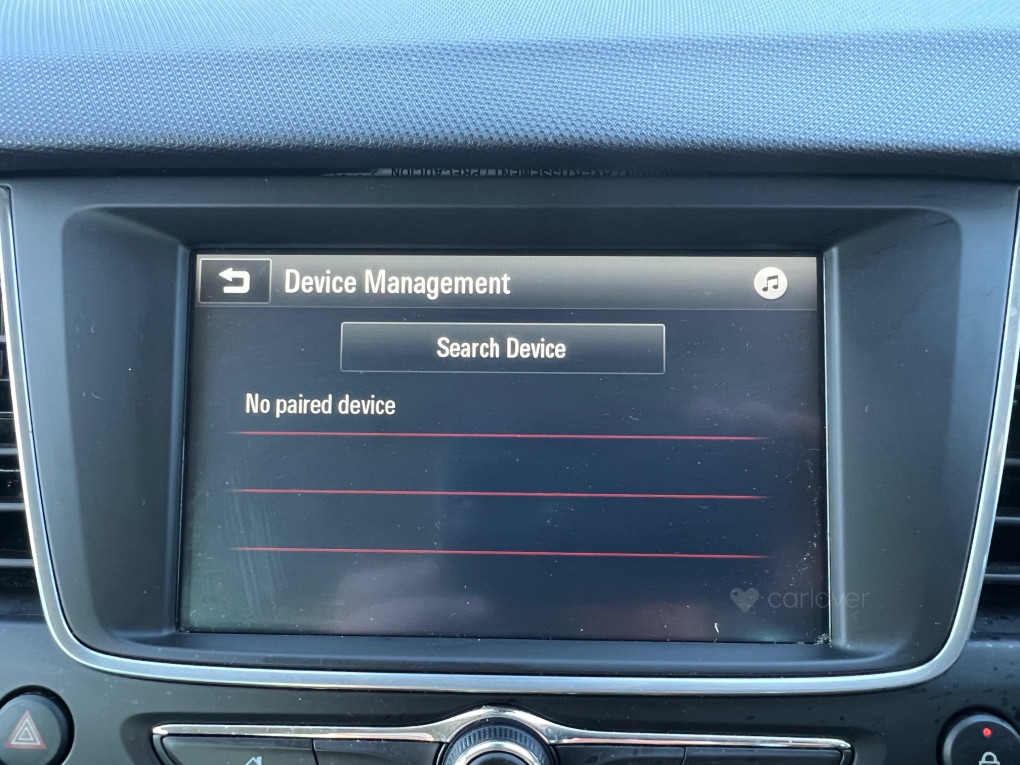 Device Management
Search Device
No paired device
carlover